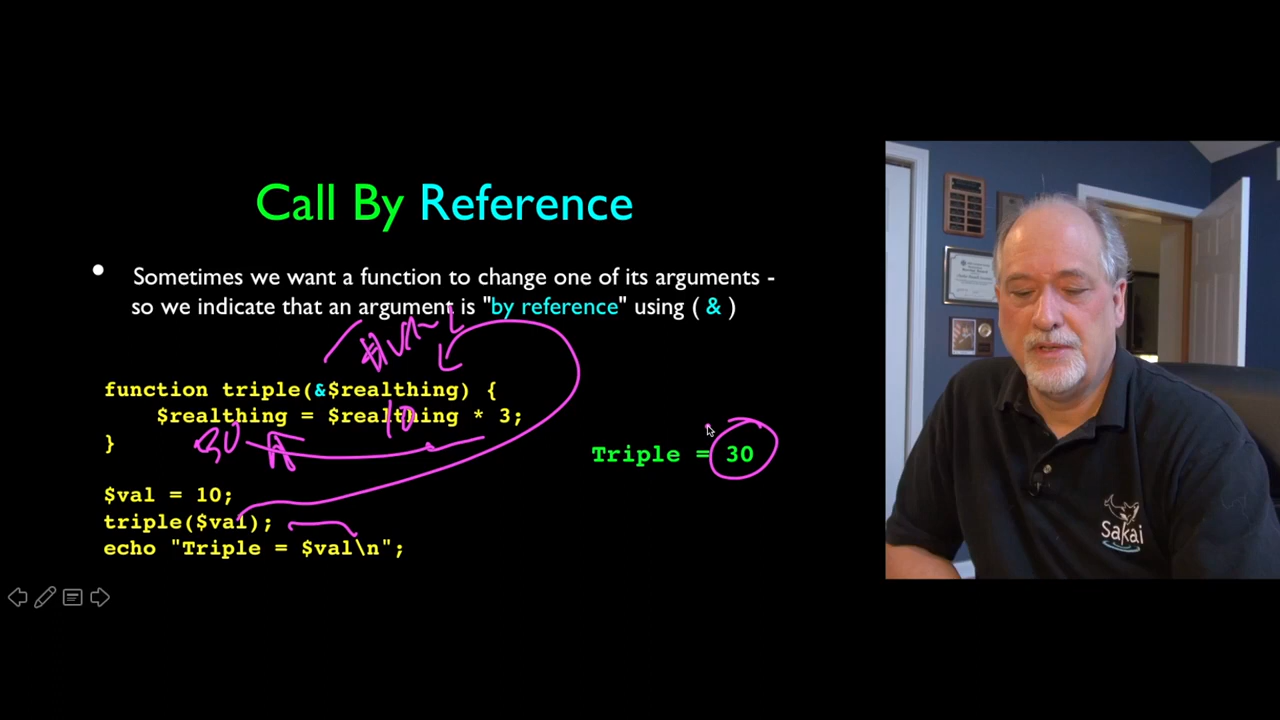 Call By Reference
• Sometimes we want a function to change one of its arguments -
so we indicate that an argument is "by reference" using ( & )
function triple(&$realthing) {
$realthing = $realthing * 3;
10
}
30
Triple = 30
$val = 10;
triple($val);
echo "Triple = $val\n";
Sakai